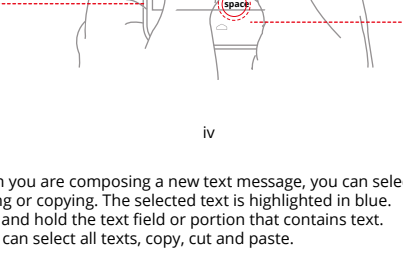 space
iv
n you are composing a new text message, you can sele
ng or copying. The selected text is highlighted in blue.
and hold the text field or portion that contains text.
can select all texts, copy, cut and paste.